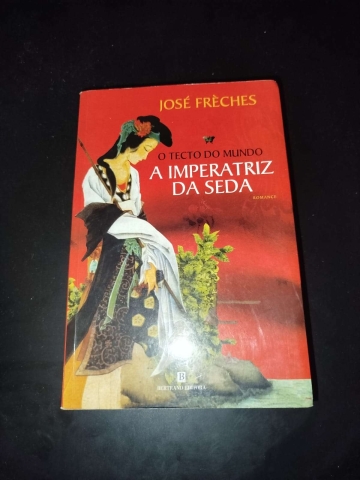 JOSÉ FRÈCHES
O TECTO DO MUNDO
A IMPERATRIZ
DA SEDA
ROMANCE
BERTRAND EDITORA